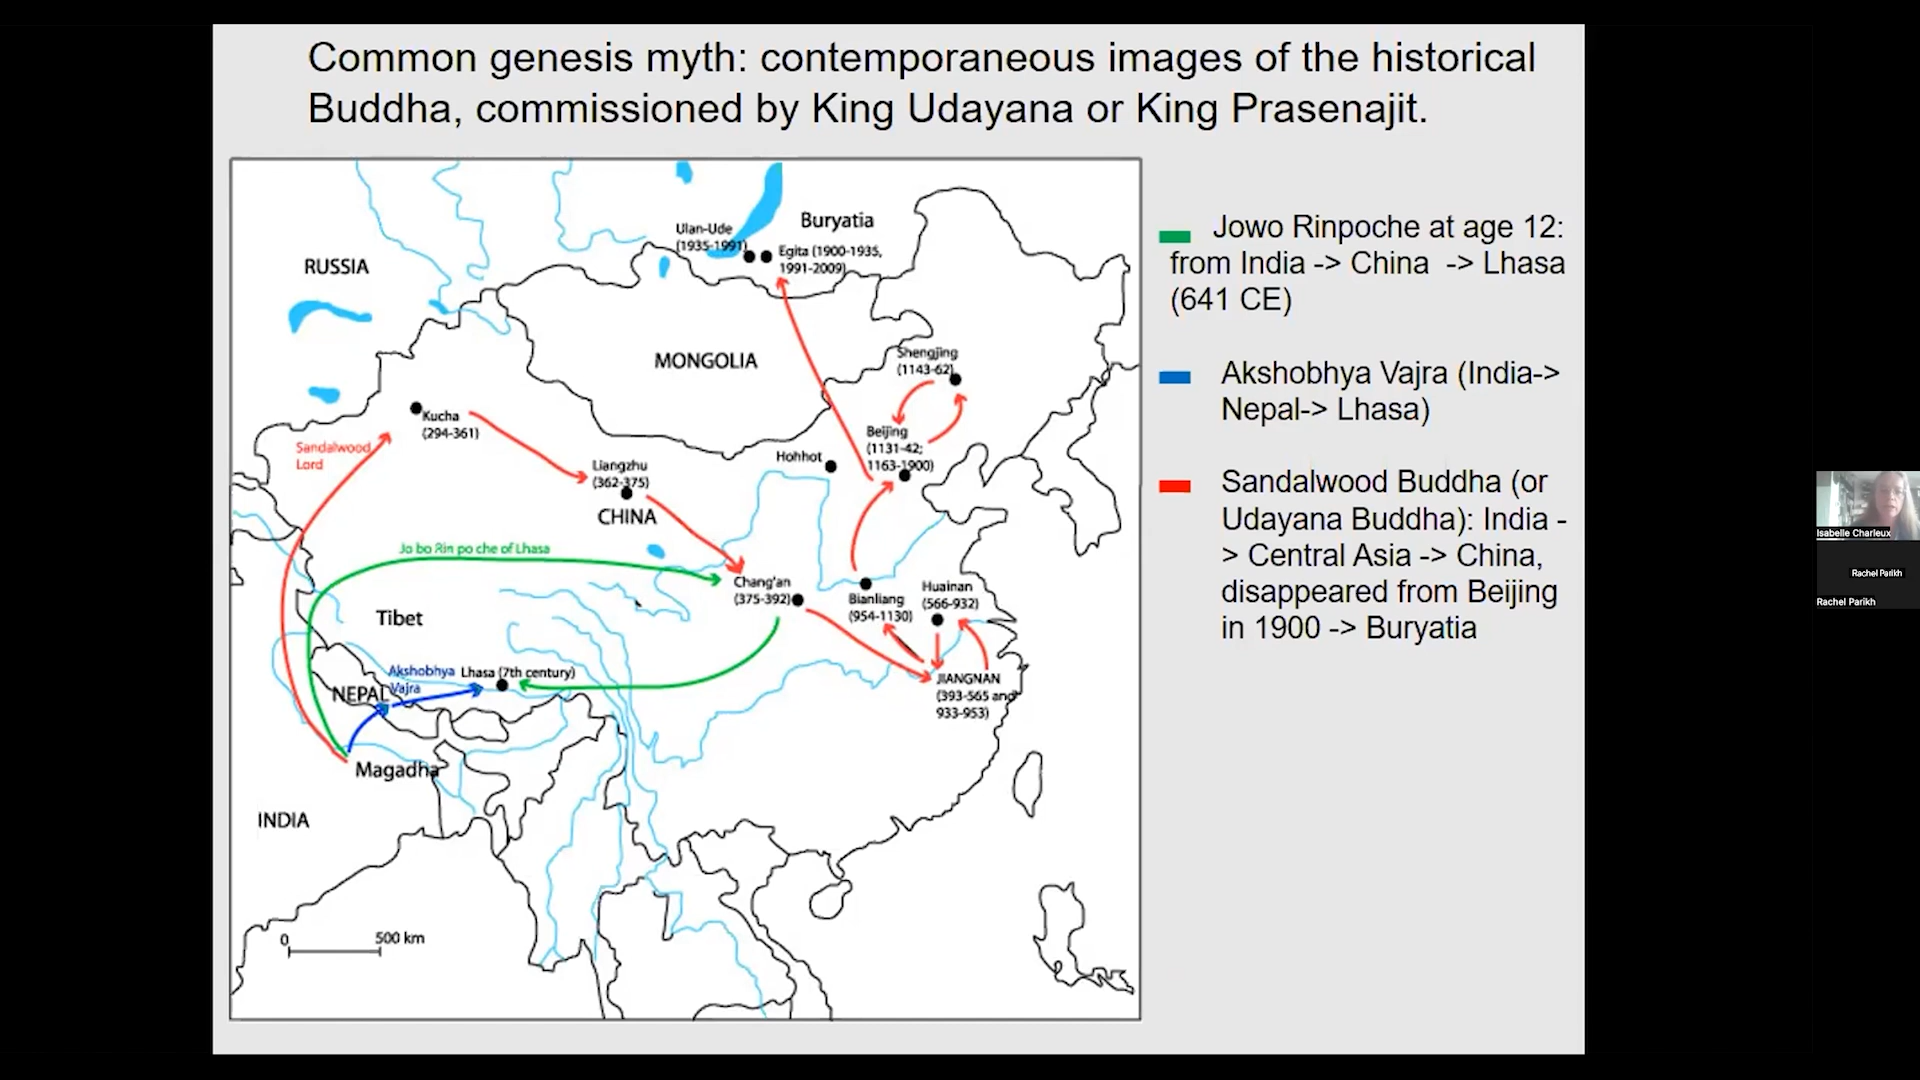 Common genesis myth: contemporaneous images of the historical
Buddha, commissioned by King Udayana or King Prasenajit.
Buryatia
Ulan-Ude
(1935-1991)
Egita (1900-1935,
1991-2009)
RUSSIA
MONGOLIA
Shengjing
(1143-62)
Kucha
(294-361)
Sandalwood
Lord
Beijing
(1131-42;
1163-1900)
Hohhot
Liangzhu
(362-375)
CHINA
Jo bo Rin po che of Lhasa
Chang'an
(375-392)
Bianliang
(954-1130)
Huainan
(566-932)
Tibet
Akshobhya
Vajra
Lhasa (7th century)
NEPAL
JIANGNAN
(393-565 and
933-953)
Magadha
INDIA
0
500 km
Jowo Rinpoche at age 12:
from India -> China -> Lhasa
(641 CE)
Akshobhya Vajra (India->
Nepal-> Lhasa)
Sandalwood Buddha (or
Udayana Buddha): India -
> Central Asia -> China,
disappeared from Beijing
in 1900 -> Buryatia
Isabelle Charleux
Rachel Parikh
Rachel Parikh